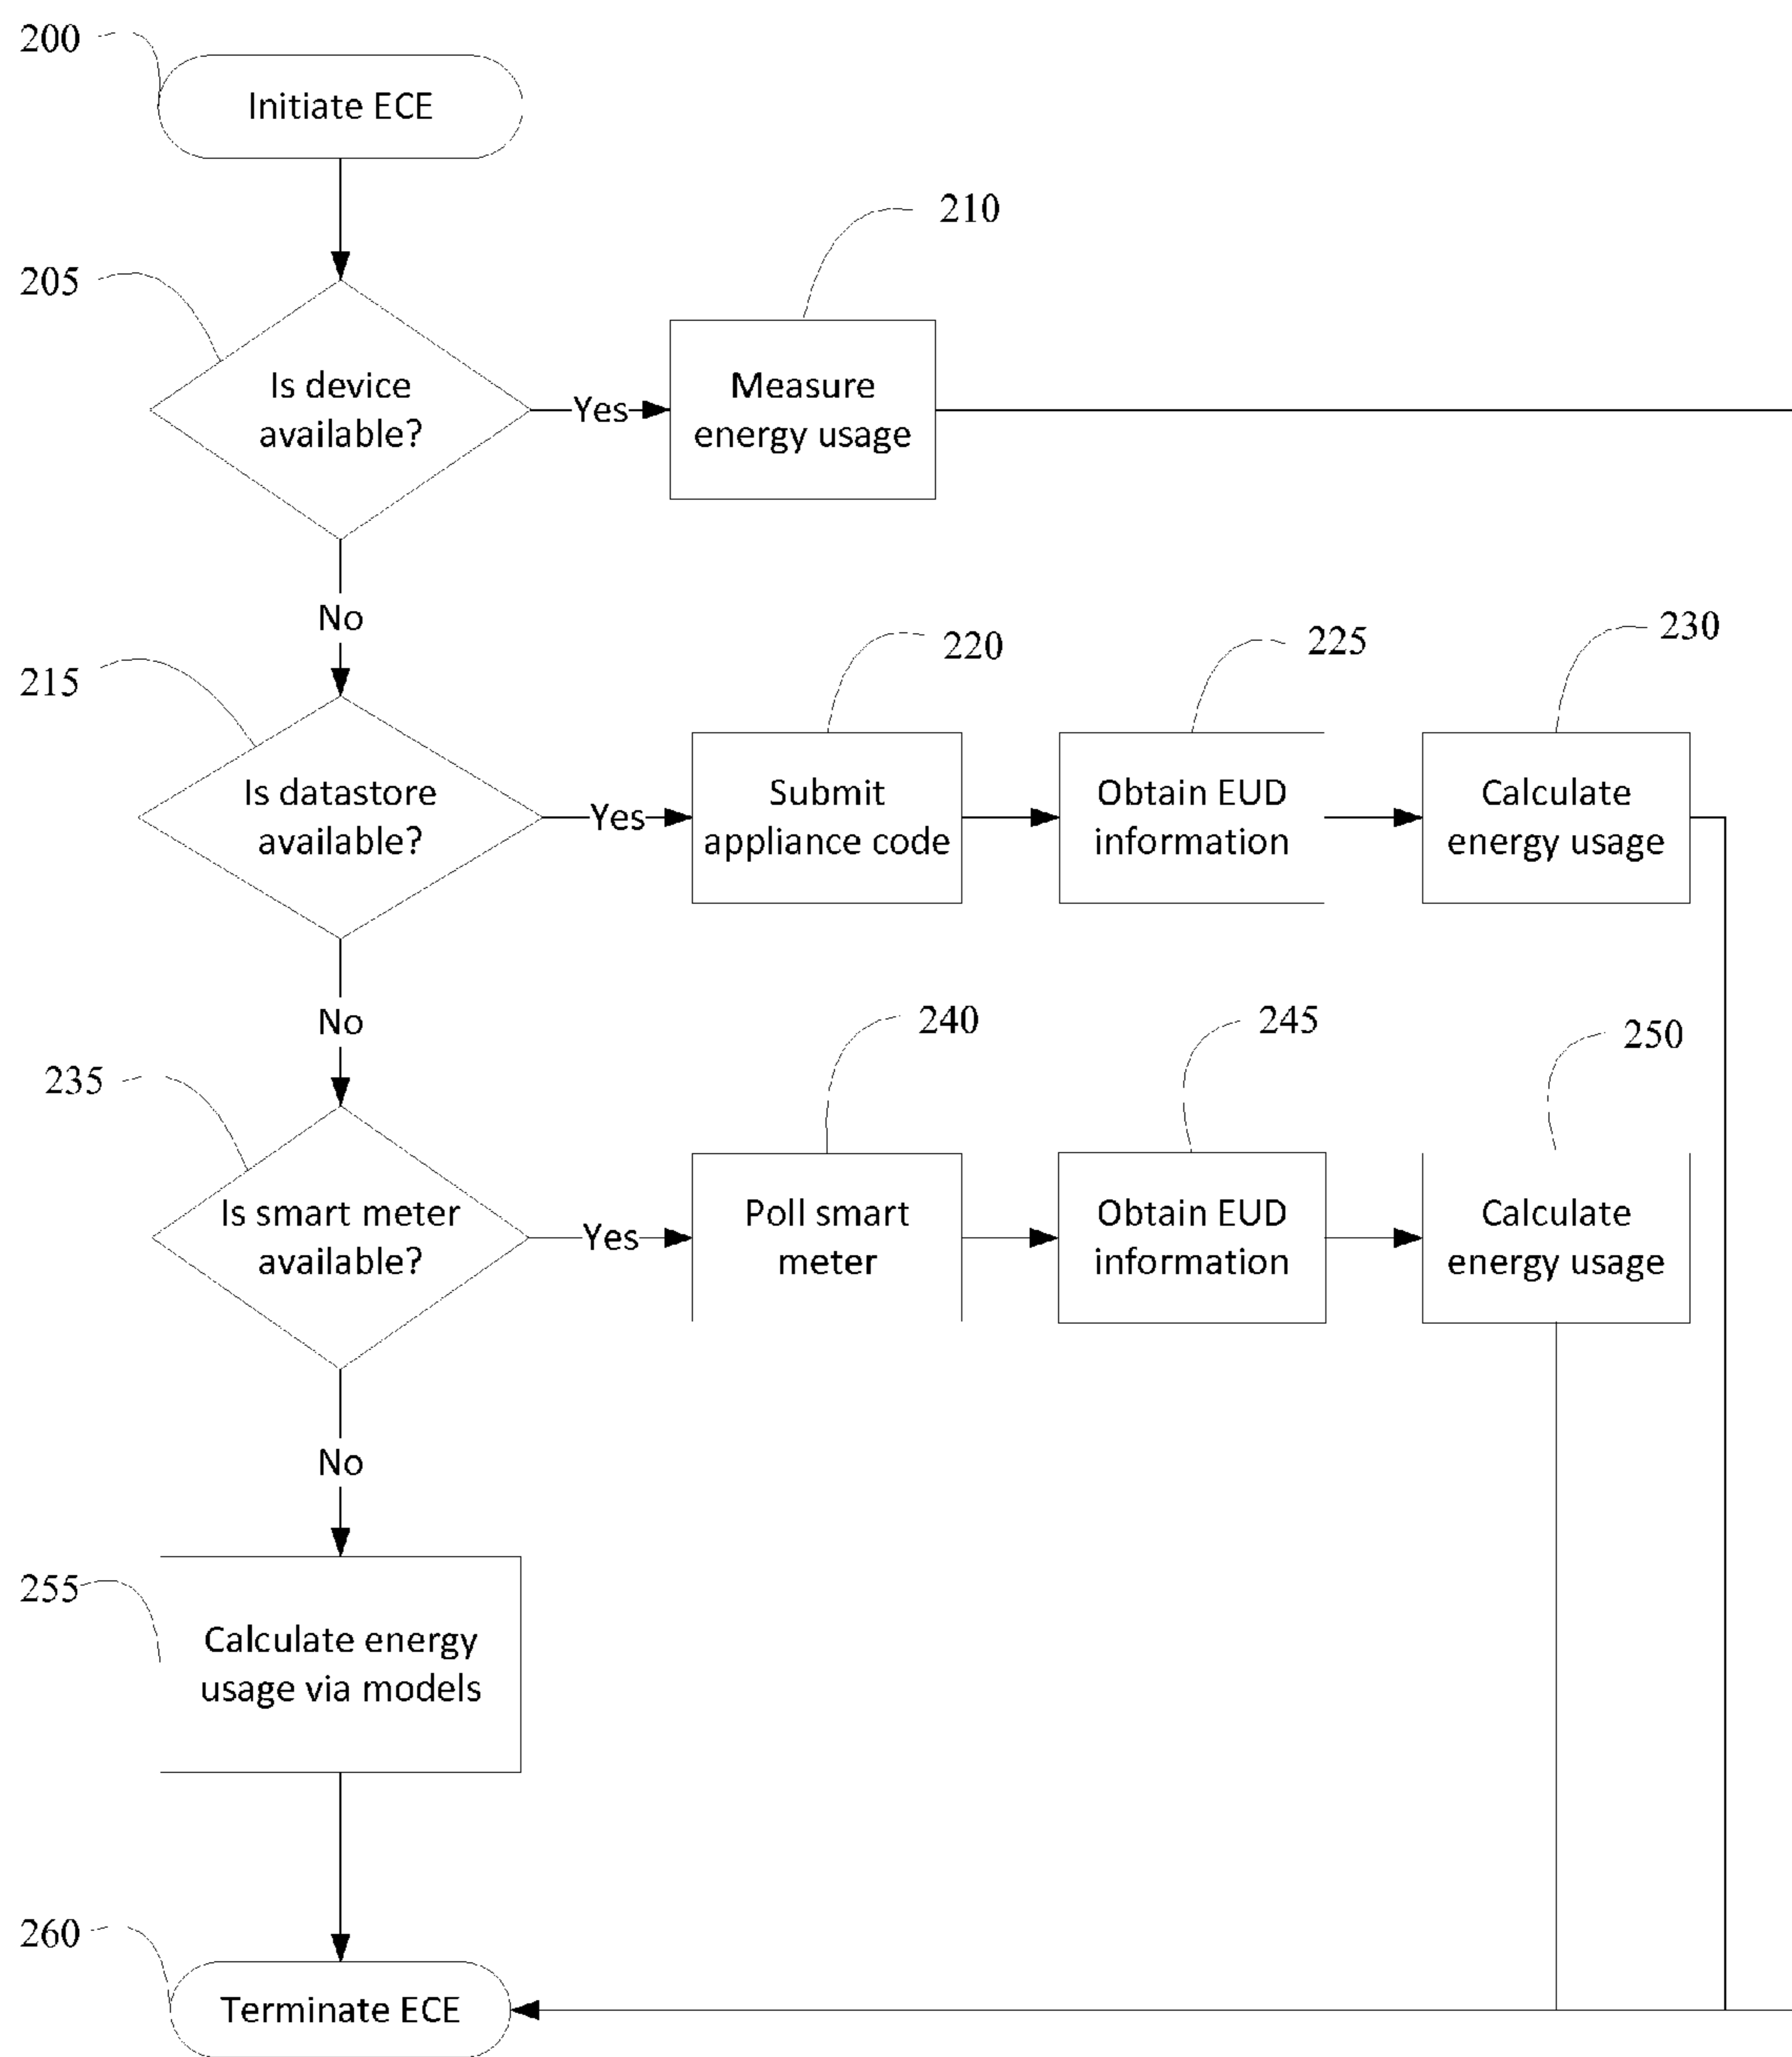 200
Initiate ECE
210
205
Is device
available?
Yes
Measure
energy usage
No
215
220
225
230
Is datastore
available?
Yes
Submit
appliance code
Obtain EUD
information
Calculate
energy usage
No
235
240
245
250
Is smart meter
available?
Yes
Poll smart
meter
Obtain EUD
information
Calculate
energy usage
No
255
Calculate energy
usage via models
260
Terminate ECE